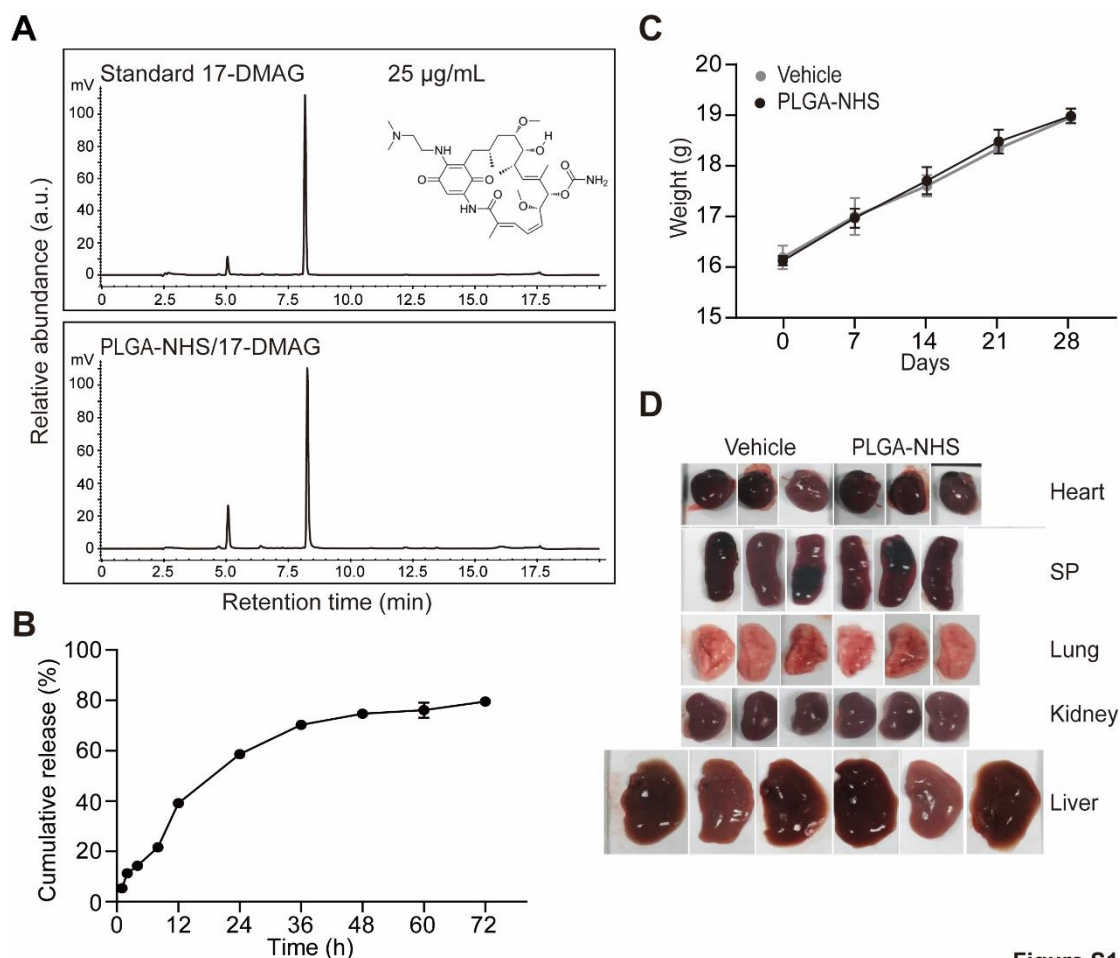 A
Standard 17-DMAG 25 µg/mL
mV
100
80
60
40
20
0
2.5 5.0 7.5 10.0 12.5 15.0 17.5
N
NH
O
O
NH
O
O
O
H
O
O
O
NH2
PLGA-NHS/17-DMAG
mV
100
80
60
40
20
0
2.5 5.0 7.5 10.0 12.5 15.0 17.5
Relative abundance (a.u.)
Retention time (min)
B
Cumulative release (%)
100
80
60
40
20
0
0 12 24 36 48 60 72
Time (h)
C
Weight (g)
20
19
18
17
16
15
Vehicle
PLGA-NHS
0 7 14 21 28
Days
D
Vehicle PLGA-NHS
Heart
SP
Lung
Kidney
Liver
Figure S1